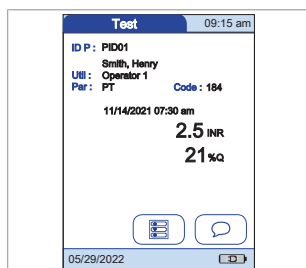 Test 09:15 am
ID P : PID01
Smith, Henry
Util : Operator 1
Par : PT Code : 184
11/14/2021 07:30 am
2.5 INR
21 %Q
05/29/2022